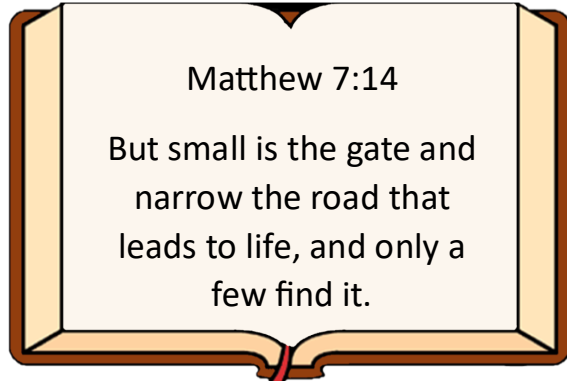 Matthew 7:14
But small is the gate and
narrow the road that
leads to life, and only a
few find it.